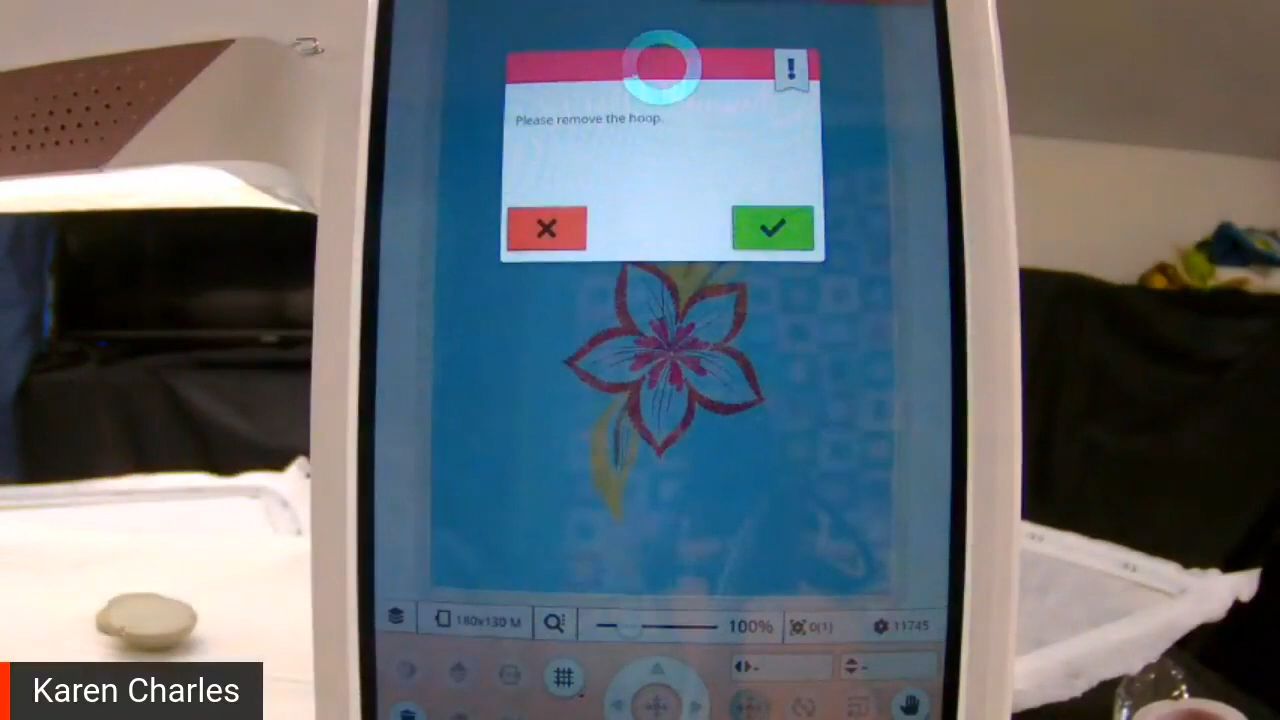 !
Please remove the hoop.
180x130 M
100%
0(1)
11745
Karen Charles